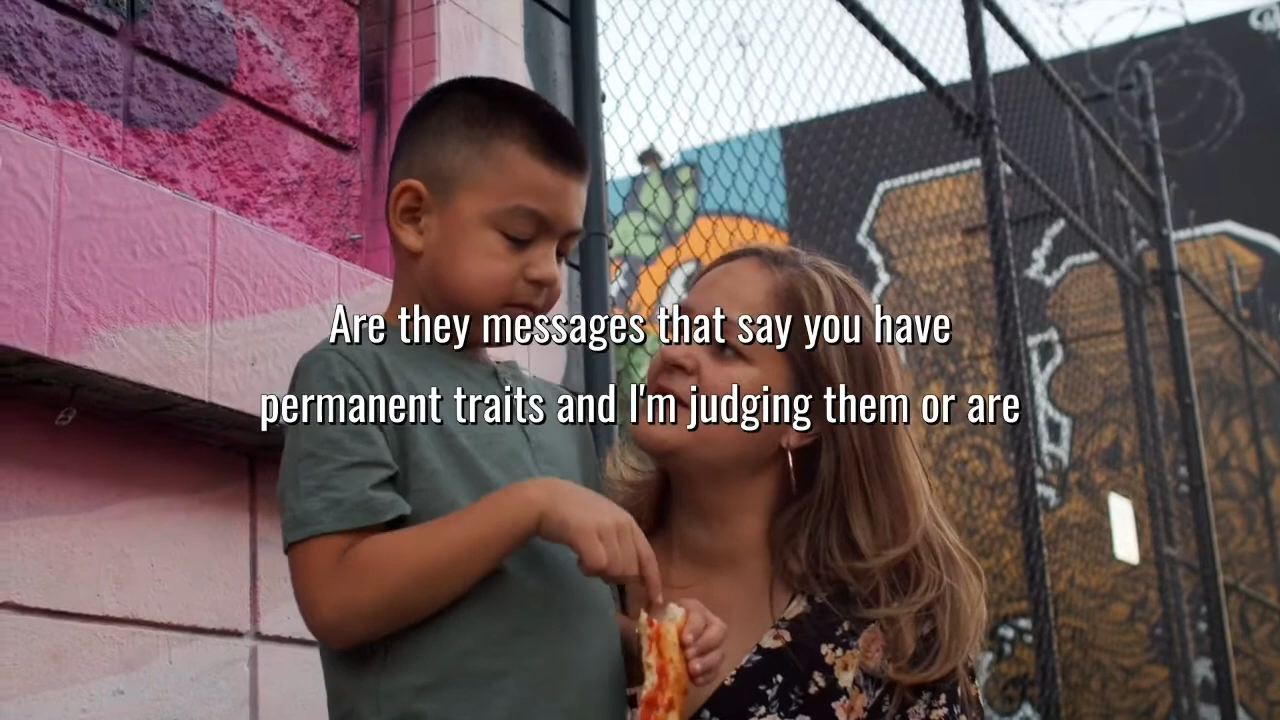 Are they messages that say you have
permanent traits and I'm judging them or are